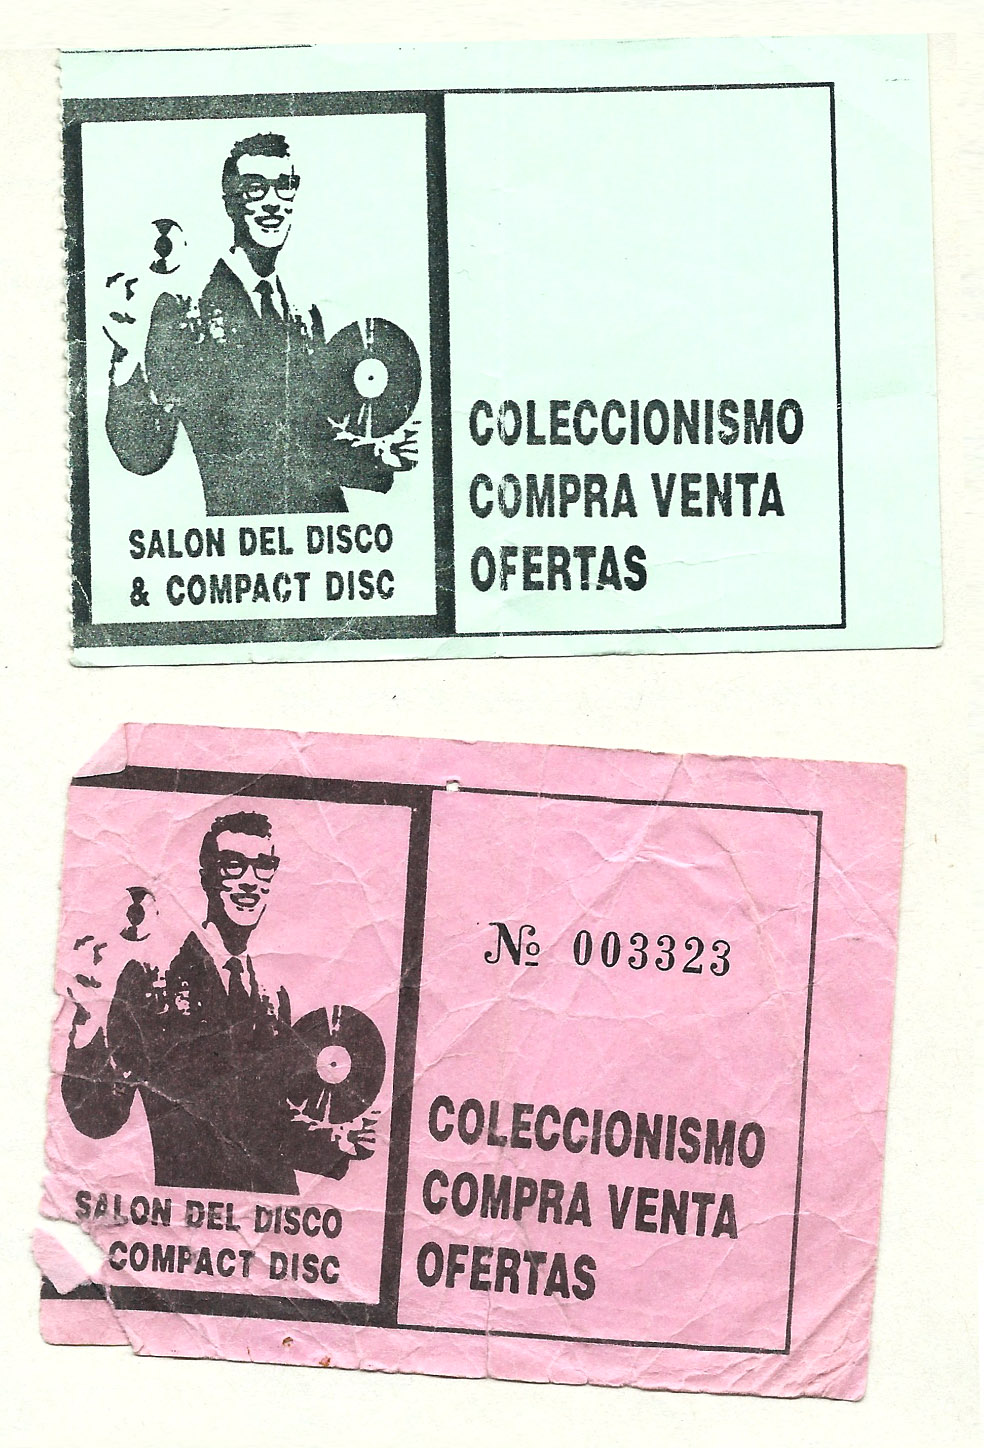 SALON DEL DISCO
& COMPACT DISC
COLECCIONISMO
COMPRA VENTA
OFERTAS
SALON DEL DISCO
COMPACT DISC
Nº 003323
COLECCIONISMO
COMPRA VENTA
OFERTAS